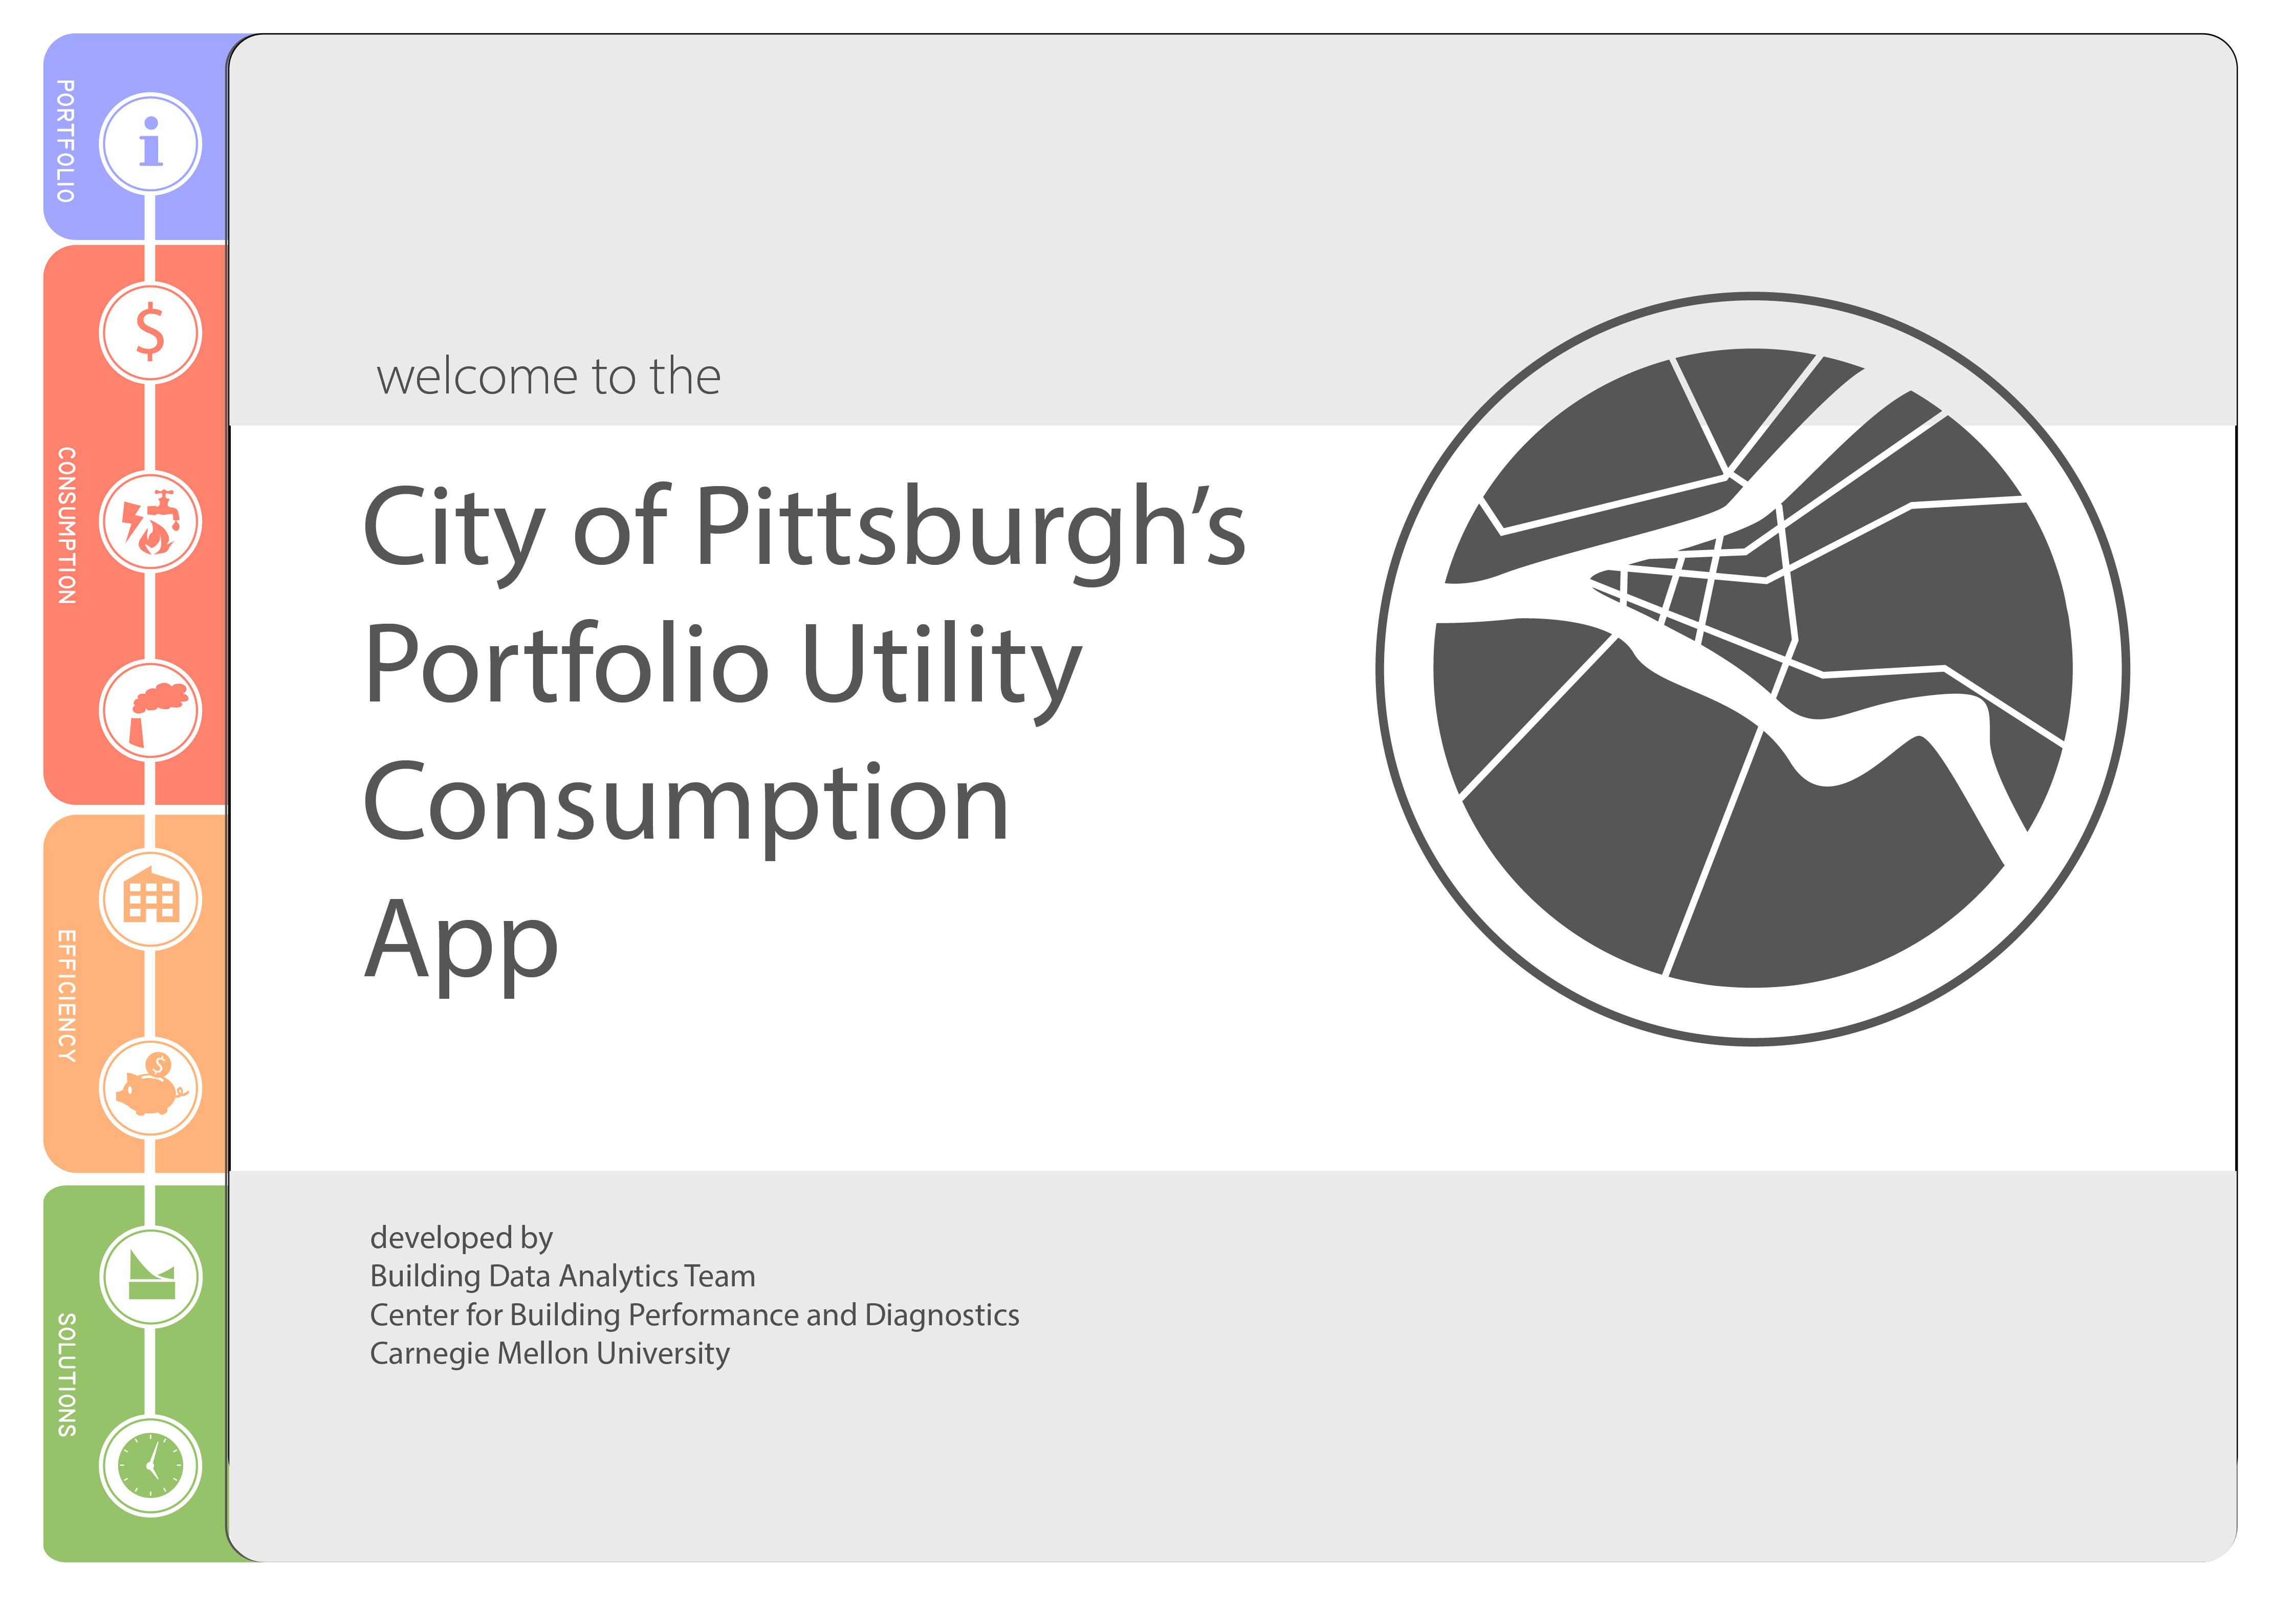 PORTFOLIO
i
$
CONSUMPTION
EFFICIENCY
$
SOLUTIONS
welcome to the
City of Pittsburgh’s
Portfolio Utility
Consumption
App
developed by
Building Data Analytics Team
Center for Building Performance and Diagnostics
Carnegie Mellon University